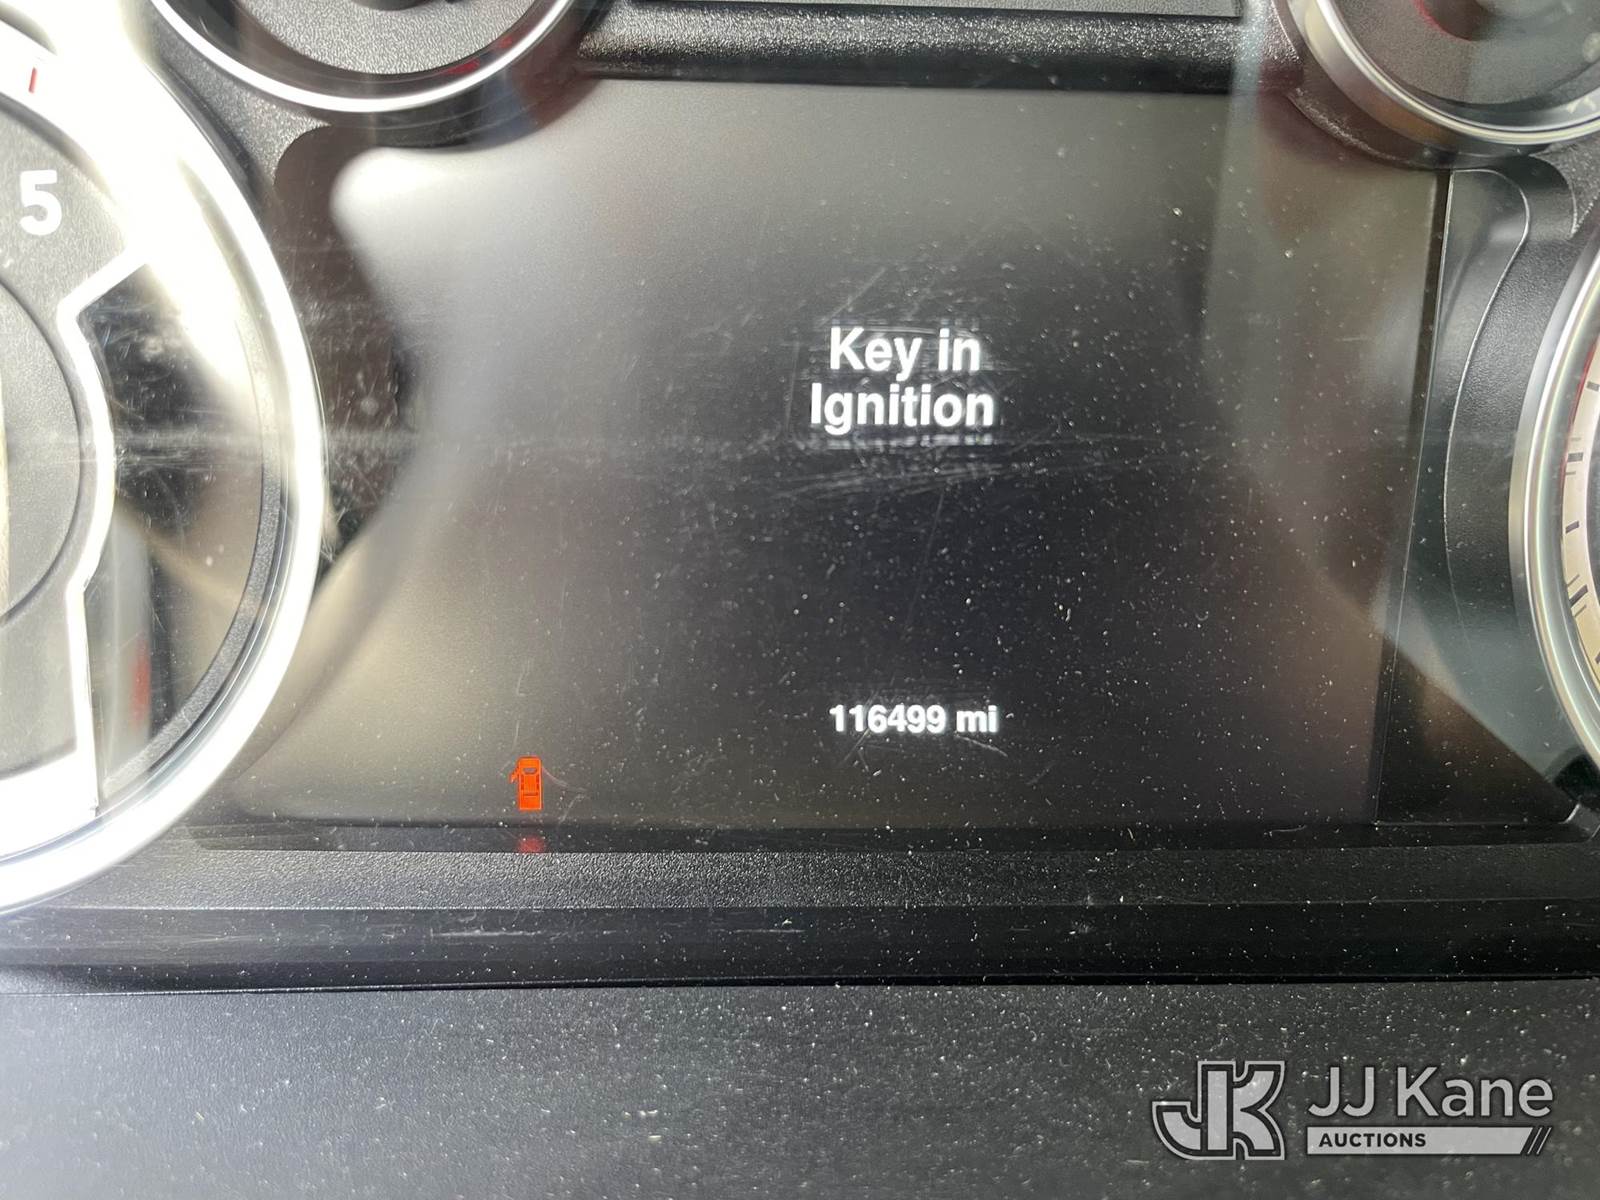 5
Key in
Ignition
116499 mi
JK JJ Kane
AUCTIONS